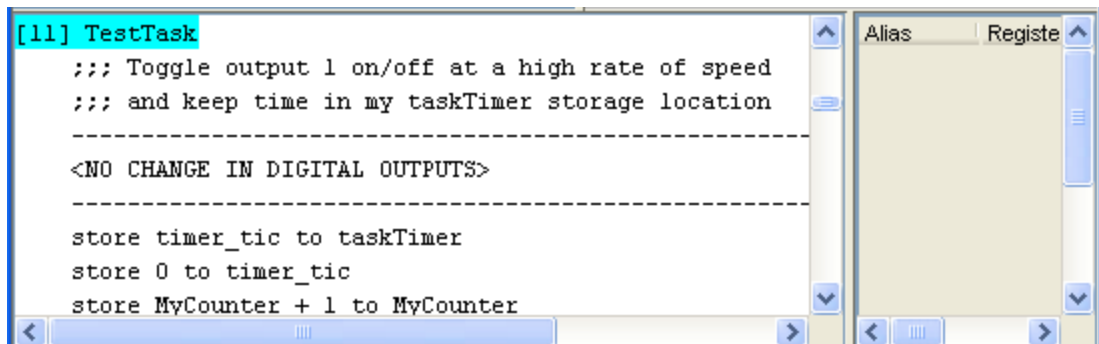 [11] TestTask
;;; Toggle output 1 on/off at a high rate of speed
;;; and keep time in my taskTimer storage location
------------------------------------------------------
<NO CHANGE IN DIGITAL OUTPUTS>
------------------------------------------------------
store timer_tic to taskTimer
store 0 to timer_tic
store MyCounter + 1 to MyCounter
Alias Registe